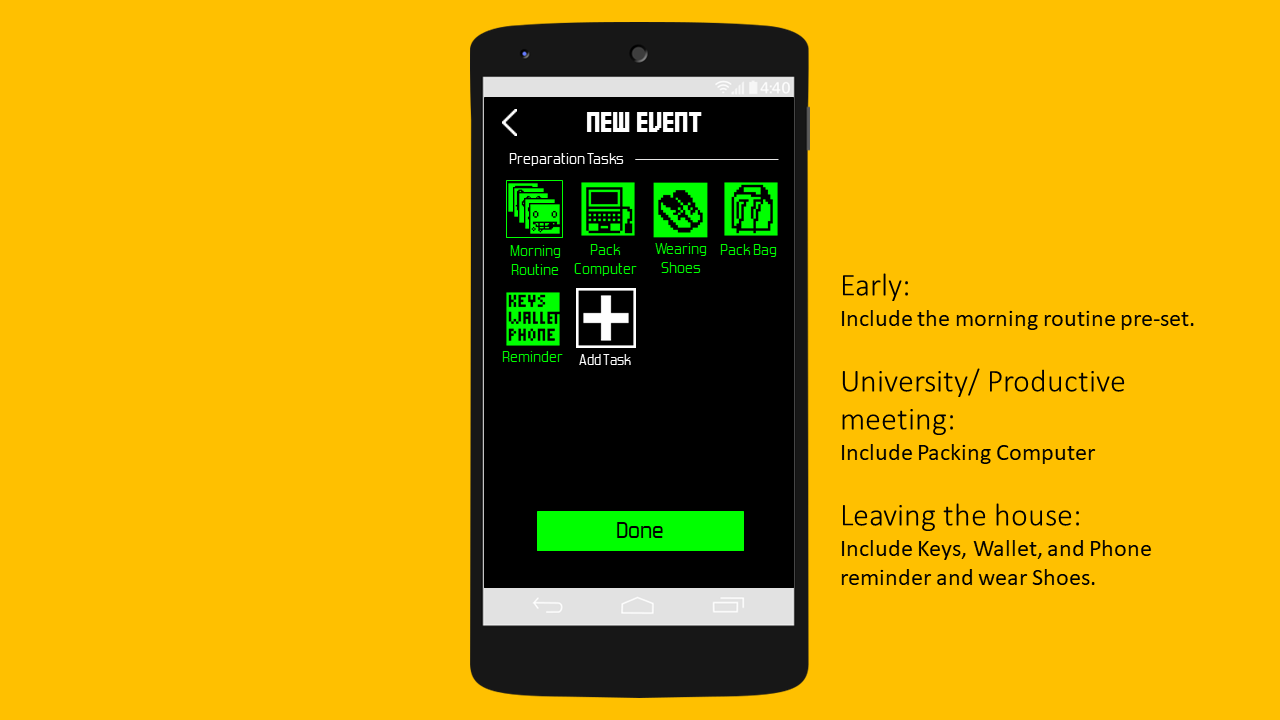 4:40
NEW EVENT
Preparation Tasks
Morning
Routine
Pack
Computer
Wearing
Shoes
Pack Bag
KEYS
WALLET
PHONE
Reminder
Add Task
Done
Early:
Include the morning routine pre-set.
University/ Productive
meeting:
Include Packing Computer
Leaving the house:
Include Keys, Wallet, and Phone
reminder and wear Shoes.